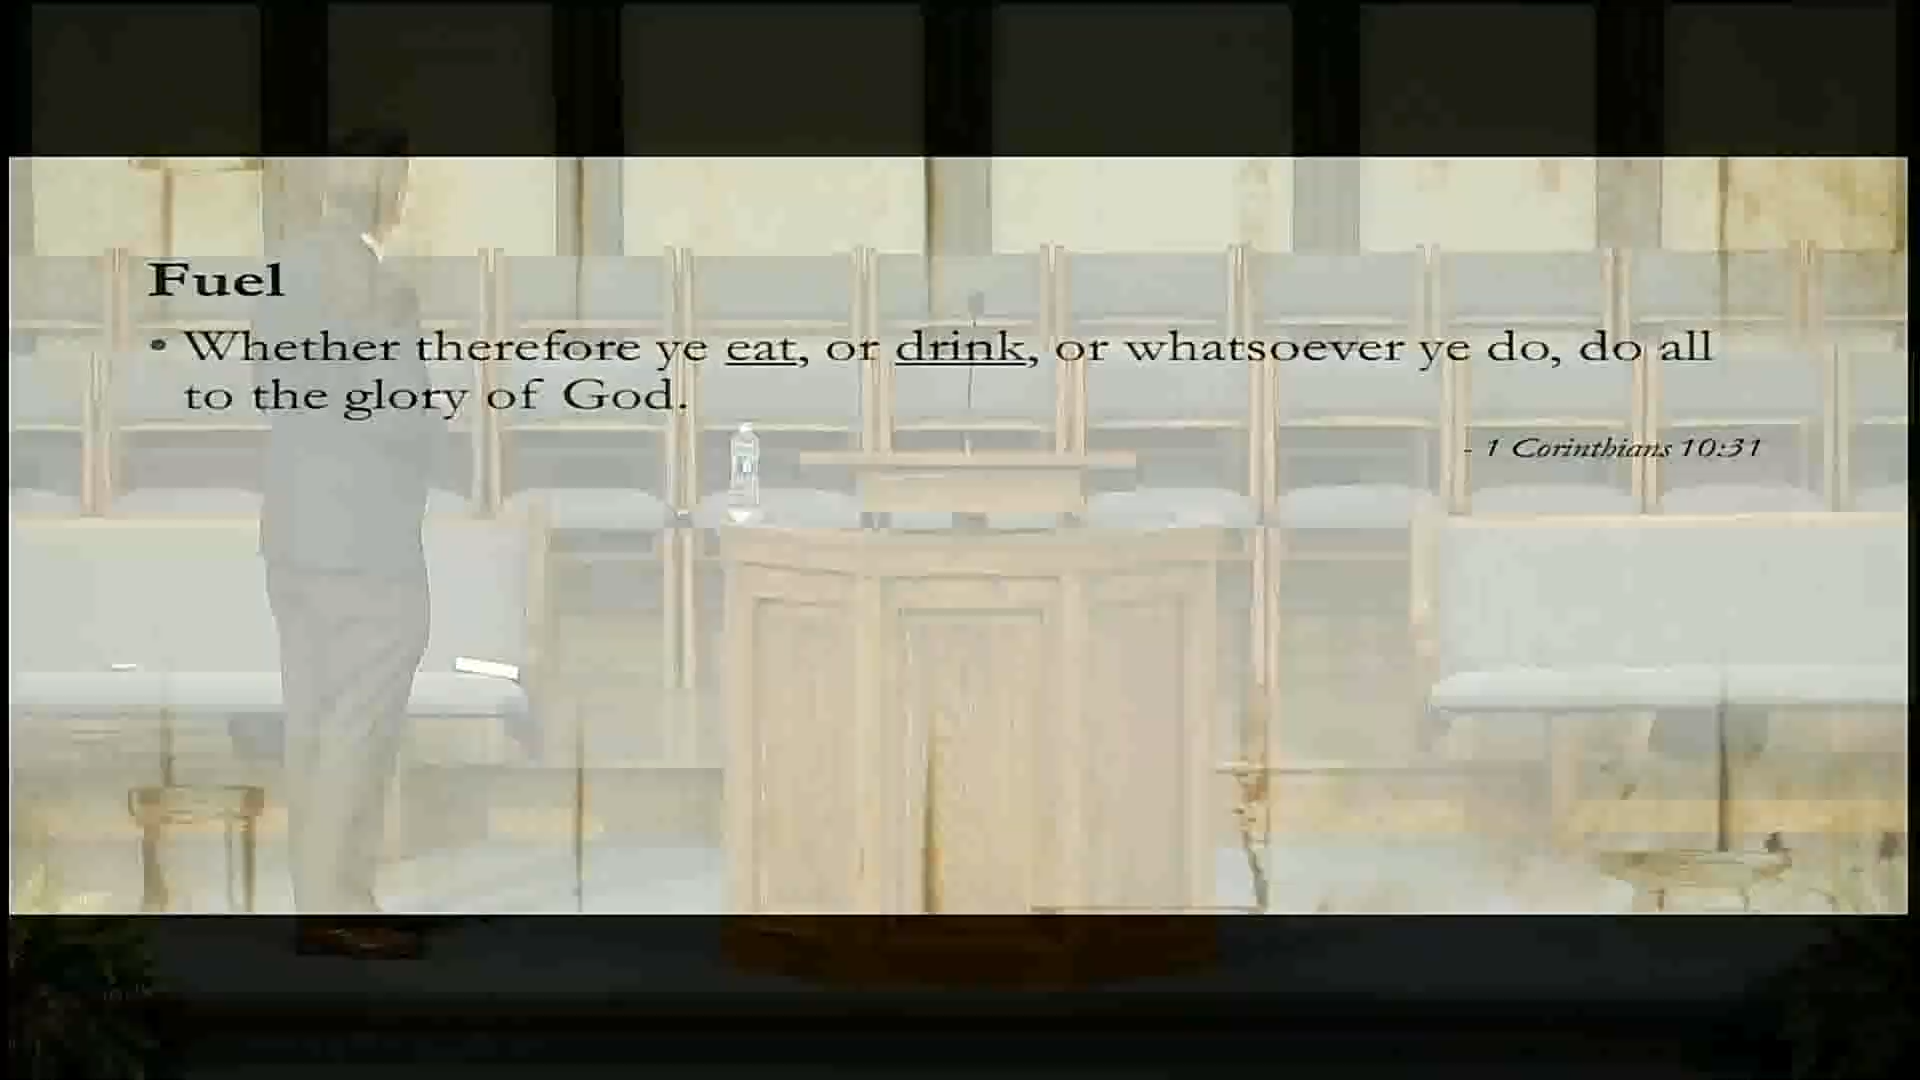 Fuel
• Whether therefore ye eat, or drink, or whatsoever ye do, do all
to the glory of God.
- 1 Corinthians 10:31